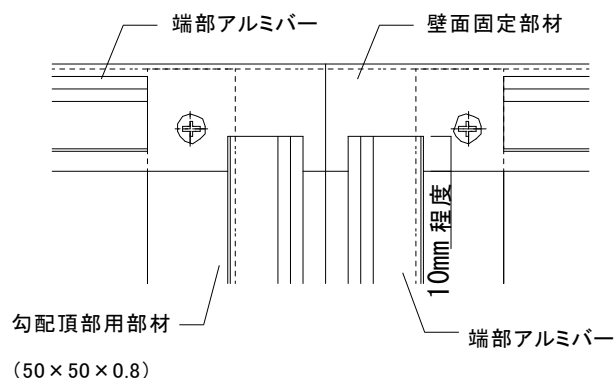 端部アルミバー
壁面固定部材
10mm 程度
勾配頂部用部材
(50×50×0.8)
端部アルミバー